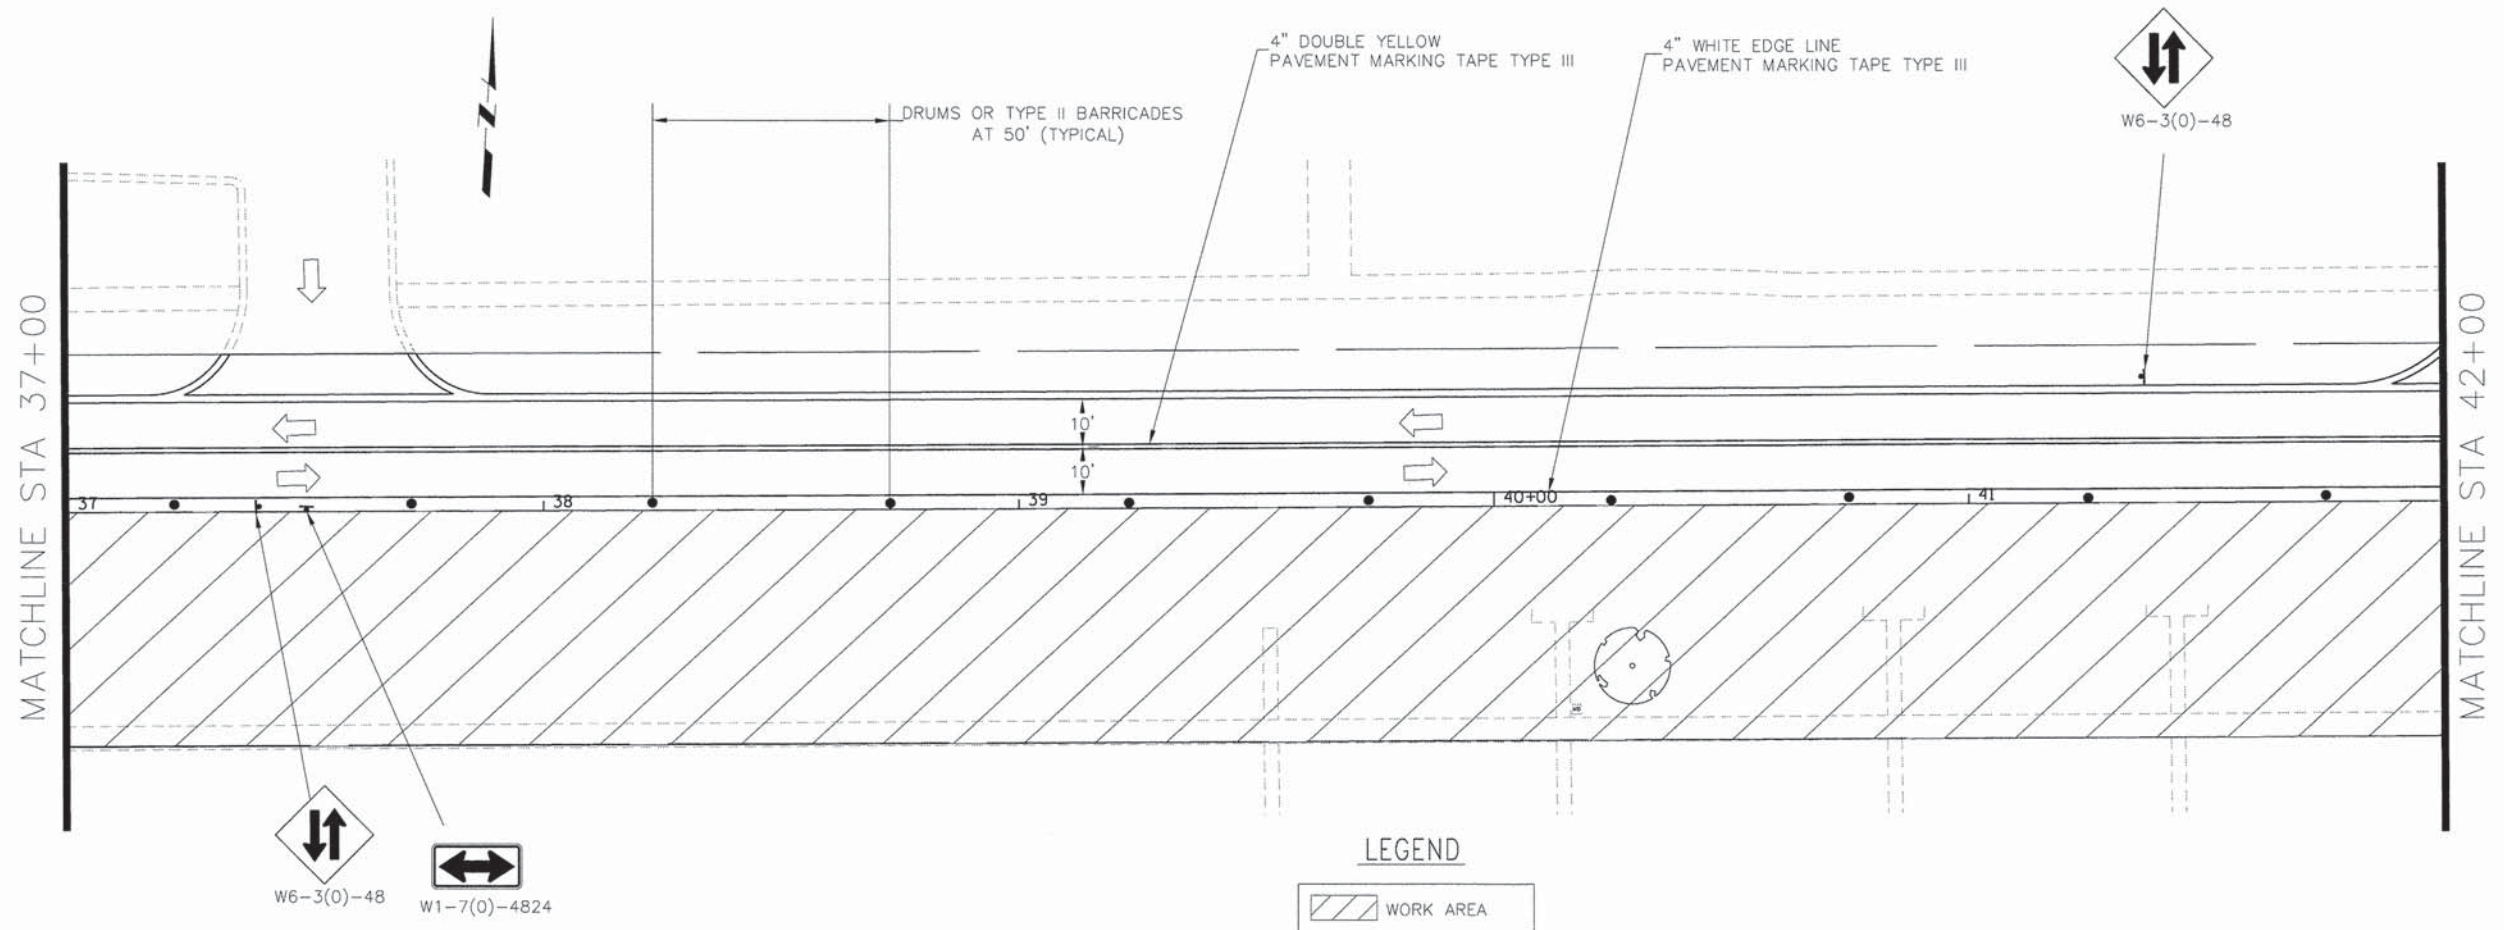 4" DOUBLE YELLOW
PAVEMENT MARKING TAPE TYPE III
4" WHITE EDGE LINE
PAVEMENT MARKING TAPE TYPE III
W6-3(0)-48
DRUMS OR TYPE II BARRICADES
AT 50' (TYPICAL)
N
MATCHLINE STA 37+00
MATCHLINE STA 42+00
10'
10'
37
38
39
40+00
41
W6-3(0)-48
W1-7(0)-4824
LEGEND
WORK AREA